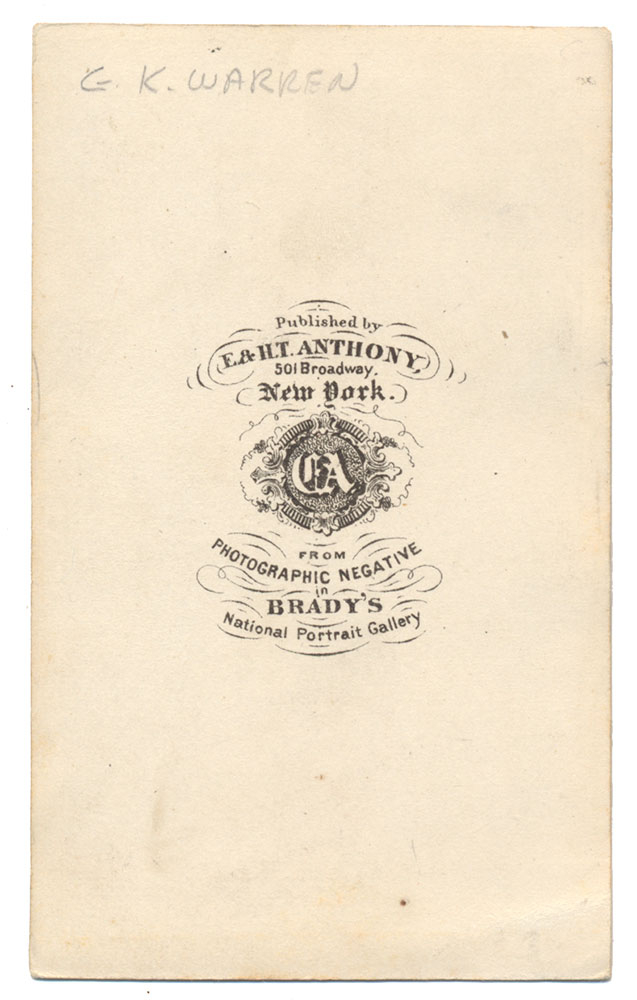 G. K. WARREN
Published by
E. & H.T. ANTHONY,
501 Broadway.
New York.
EA
FROM
PHOTOGRAPHIC NEGATIVE
in
BRADY'S
National Portrait Gallery